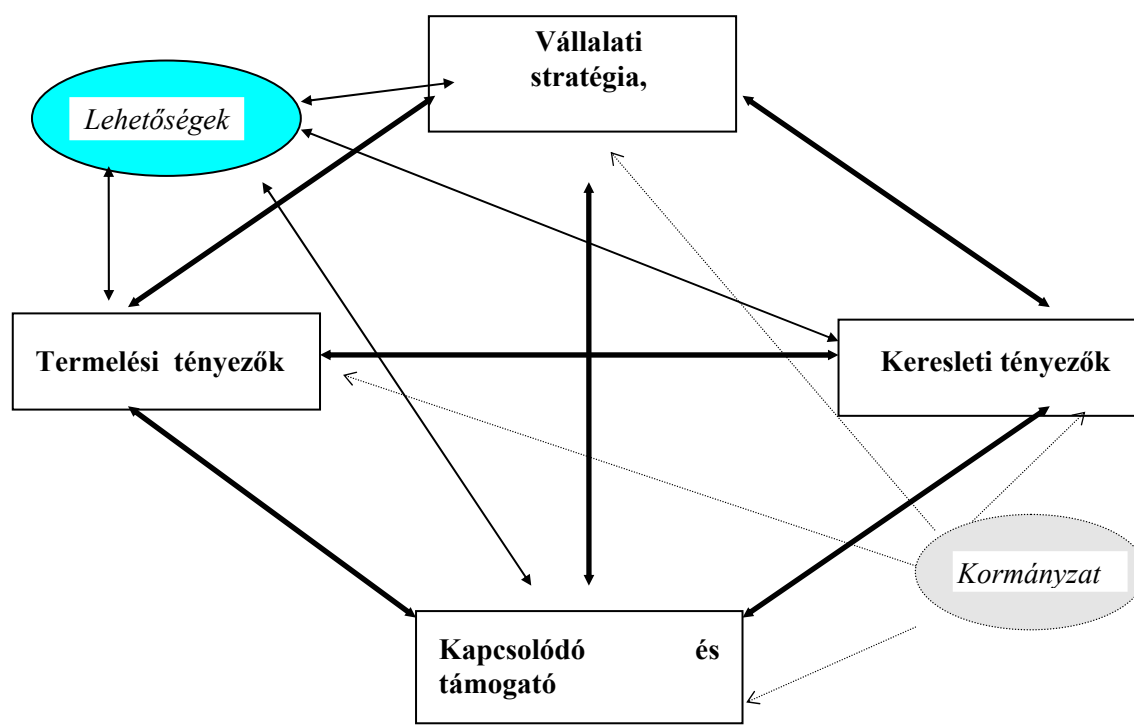 Vállalati
stratégia,
Lehetőségek
Termelési tényezők
Keresleti tényezők
Kormányzat
Kapcsolódó és
támogató